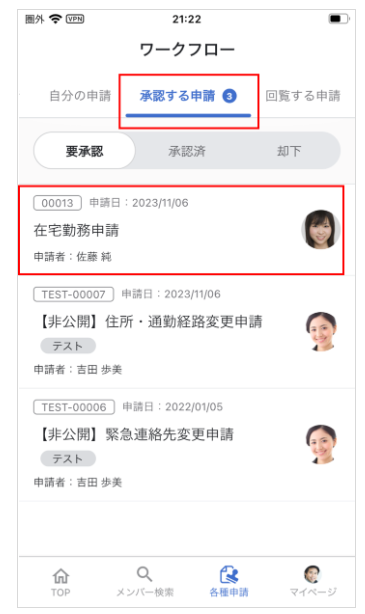 圏外 VPN 21:22
ワークフロー
自分の申請 承認する申請 3 回覧する申請
要承認 承認済 却下
00013 申請日：2023/11/06
在宅勤務申請
申請者：佐藤 純
TEST-00007 申請日：2023/11/06
【非公開】住所・通勤経路変更申請
テスト
申請者：吉田 歩美
TEST-00006 申請日：2022/01/05
【非公開】緊急連絡先変更申請
テスト
申請者：吉田 歩美
TOP メンバー検索 各種申請 マイページ